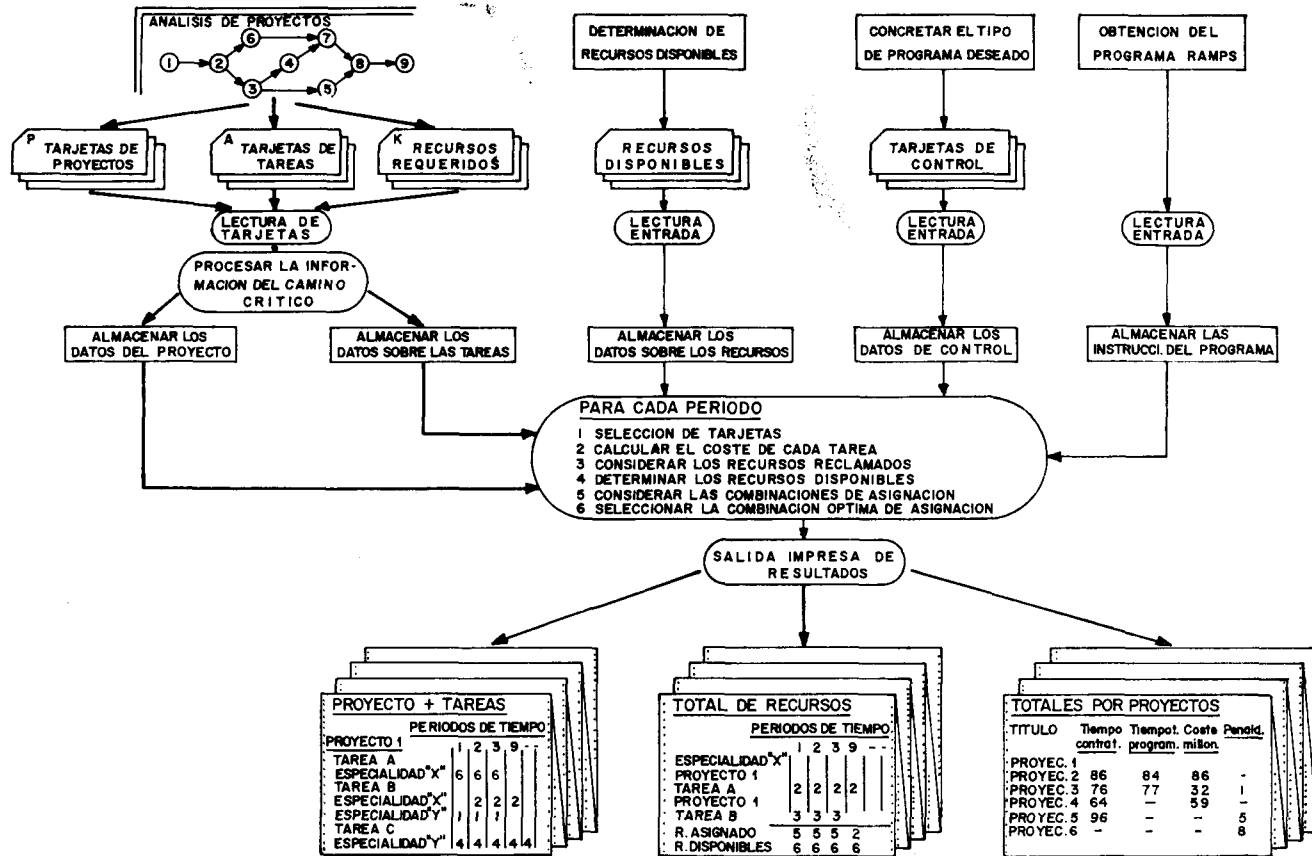 ANALISIS DE PROYECTOS
6 7
1 2 4 8 9
3 5
DETERMINACION DE
RECURSOS DISPONIBLES
CONCRETAR EL TIPO
DE PROGRAMA DESEADO
OBTENCION DEL
PROGRAMA RAMPS
P
TARJETAS DE
PROYECTOS
A
TARJETAS DE
TAREAS
K
RECURSOS
REQUERIDOS
RECURSOS
DISPONIBLES
TARJETAS DE
CONTROL
LECTURA DE
TARJETAS
LECTURA
ENTRADA
LECTURA
ENTRADA
LECTURA
ENTRADA
PROCESAR LA INFOR-
MACION DEL CAMINO
CRITICO
ALMACENAR LOS
DATOS DEL PROYECTO
ALMACENAR LOS
DATOS SOBRE LAS TAREAS
ALMACENAR LOS
DATOS SOBRE LOS RECURSOS
ALMACENAR LOS
DATOS DE CONTROL
ALMACENAR LAS
INSTRUCCI. DEL PROGRAMA
PARA CADA PERIODO
1 SELECCION DE TARJETAS
2 CALCULAR EL COSTE DE CADA TAREA
3 CONSIDERAR LOS RECURSOS RECLAMADOS
4 DETERMINAR LOS RECURSOS DISPONIBLES
5 CONSIDERAR LAS COMBINACIONES DE ASIGNACION
6 SELECCIONAR LA COMBINACION OPTIMA DE ASIGNACION
SALIDA IMPRESA DE
RESULTADOS
PROYECTO + TAREAS
PERIODOS DE TIEMPO
PROYECTO 1 1 2 3 9 --
TAREA A
ESPECIALIDAD "X" 6 6 6
TAREA B
ESPECIALIDAD "X" 2 2 2
ESPECIALIDAD "Y" 1 1 1
TAREA C
ESPECIALIDAD "Y" 4 4 4 4 4
TOTAL DE RECURSOS
PERIODOS DE TIEMPO
1 2 3 9 --
ESPECIALIDAD "X"
PROYECTO 1
TAREA A 2 2 2 2
PROYECTO 1
TAREA B 3 3 3
R. ASIGNADO 5 5 5 2
R. DISPONIBLES 6 6 6 6
TOTALES POR PROYECTOS
TITULO Tiempo Tiempot. Coste Penald.
contrat. program. millon.
PROYEC. 1
PROYEC. 2 86 84 86 -
PROYEC. 3 76 77 32 1
PROYEC. 4 64 — 59 -
PROYEC. 5 96 — - 5
PROYEC. 6 - - - 8